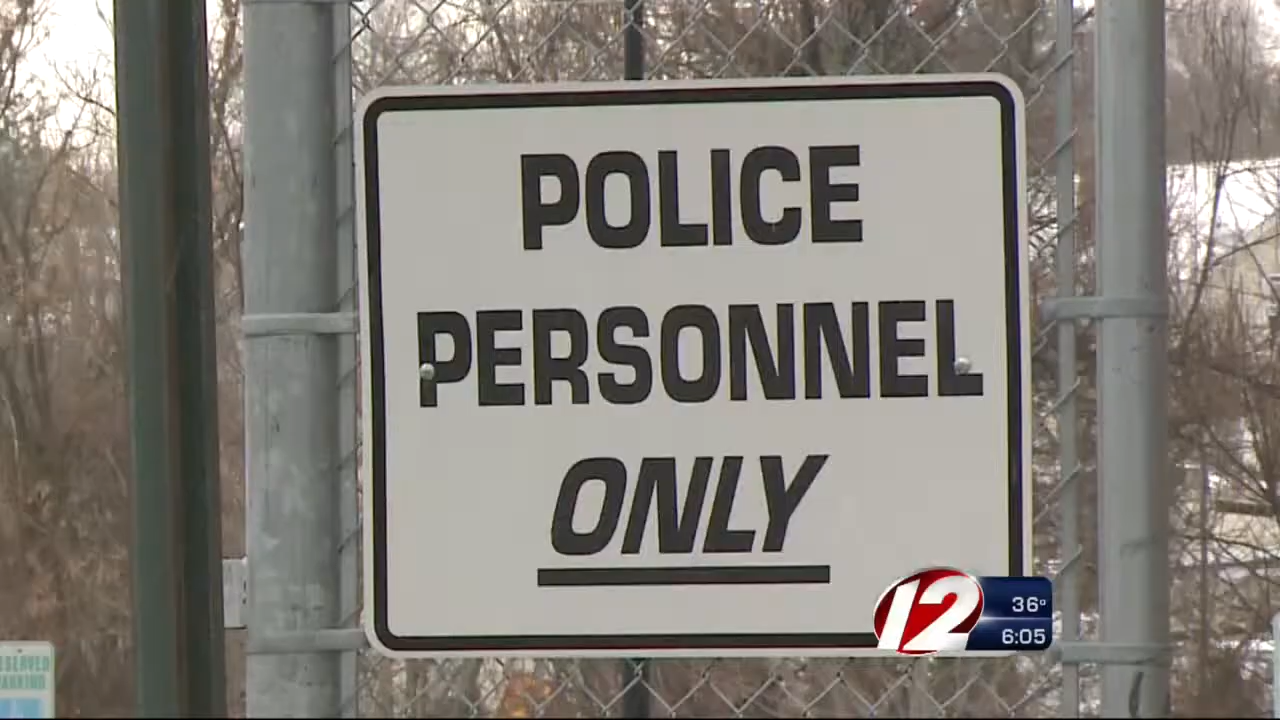 POLICE
PERSONNEL
ONLY
12
36°
6:05
RESERVED
PARKING